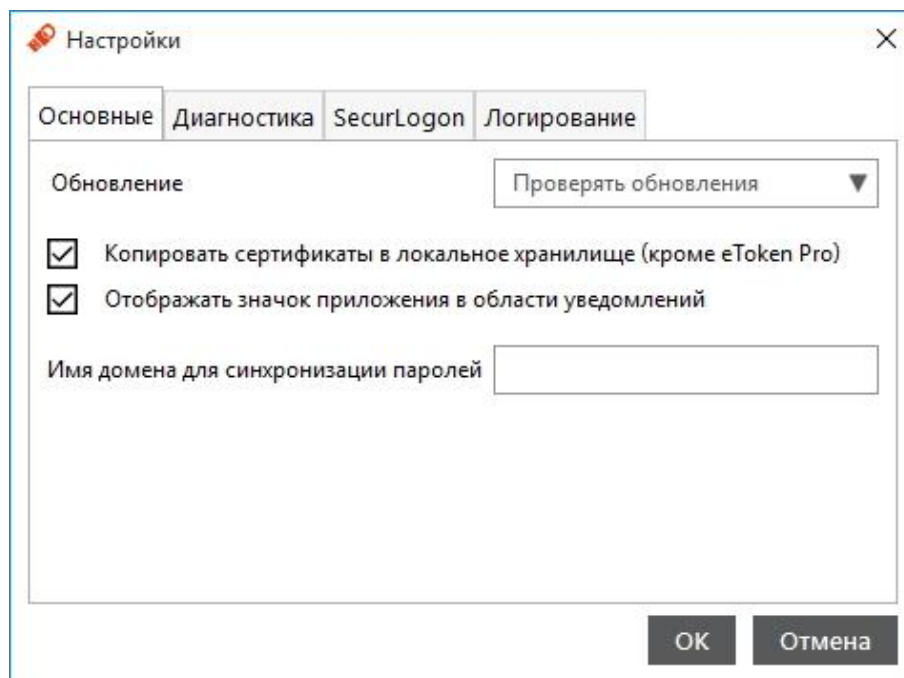 Настройки
Основные Диагностика SecurLogon Логирование
Обновление Проверять обновления
Копировать сертификаты в локальное хранилище (кроме eToken Pro)
Отображать значок приложения в области уведомлений
Имя домена для синхронизации паролей
ОК Отмена